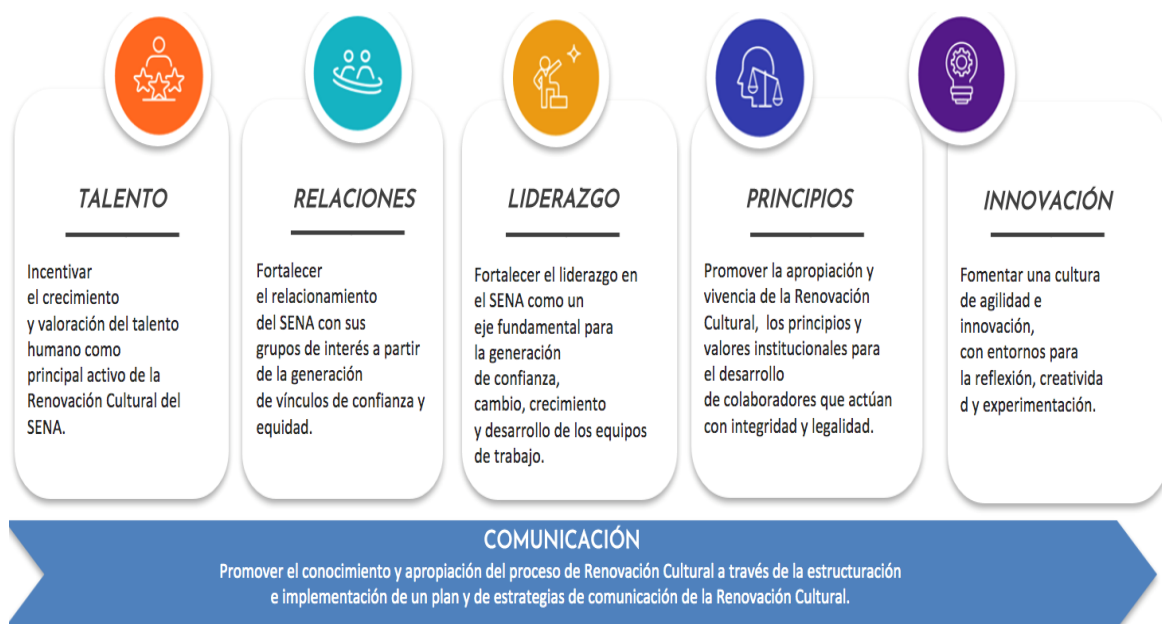 TALENTO
Incentivar
el crecimiento
y valoración del talento
humano como
principal activo de la
Renovación Cultural del
SENA.
RELACIONES
Fortalecer
el relacionamiento
del SENA con sus
grupos de interés a partir
de la generación
de vínculos de confianza y
equidad.
LIDERAZGO
Fortalecer el liderazgo en
el SENA como un
eje fundamental para
la generación
de confianza,
cambio, crecimiento
y desarrollo de los equipos
de trabajo.
PRINCIPIOS
Promover la apropiación y
vivencia de la Renovación
Cultural, los principios y
valores institucionales para
el desarrollo
de colaboradores que actúan
con integridad y legalidad.
INNOVACIÓN
Fomentar una cultura
de agilidad e
innovación,
con entornos para
la reflexión, creativida
d y experimentación.
COMUNICACIÓN
Promover el conocimiento y apropiación del proceso de Renovación Cultural a través de la estructuración
e implementación de un plan y de estrategias de comunicación de la Renovación Cultural.